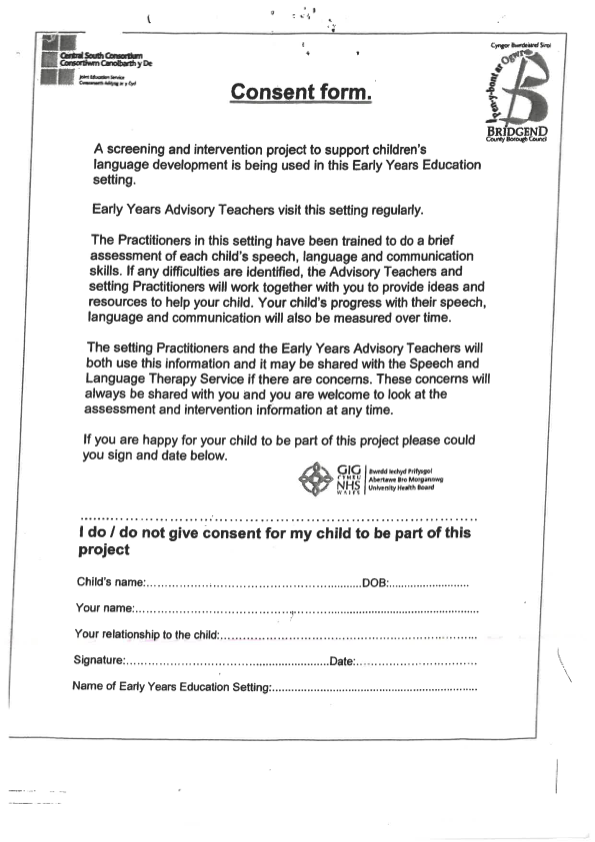 Central South Consortium
Consortiwm Canolbarth y De
Joint Education Service
Cyngor Bwrdeistref Sirol
Pen-y-bont ar Ogwr
BRIDGEND
County Borough Council
Consent form.
A screening and intervention project to support children's
language development is being used in this Early Years Education
setting.
Early Years Advisory Teachers visit this setting regularly.
The Practitioners in this setting have been trained to do a brief
assessment of each child's speech, language and communication
skills. If any difficulties are identified, the Advisory Teachers and
setting Practitioners will work together with you to provide ideas and
resources to help your child. Your child's progress with their speech,
language and communication will also be measured over time.
The setting Practitioners and the Early Years Advisory Teachers will
both use this information and it may be shared with the Speech and
Language Therapy Service if there are concerns. These concerns will
always be shared with you and you are welcome to look at the
assessment and intervention information at any time.
If you are happy for your child to be part of this project please could
you sign and date below.
GIG
CYMRU
NHS
WALES
Bwrdd Iechyd Prifysgol
Abertawe Bro Morgannwg
University Health Board
I do / do not give consent for my child to be part of this
project
Child's name:..........................................................DOB:........................
Your name:....................................................................................
Your relationship to the child:..............................................................
Signature:......................................................Date:................................
Name of Early Years Education Setting:.......................................................